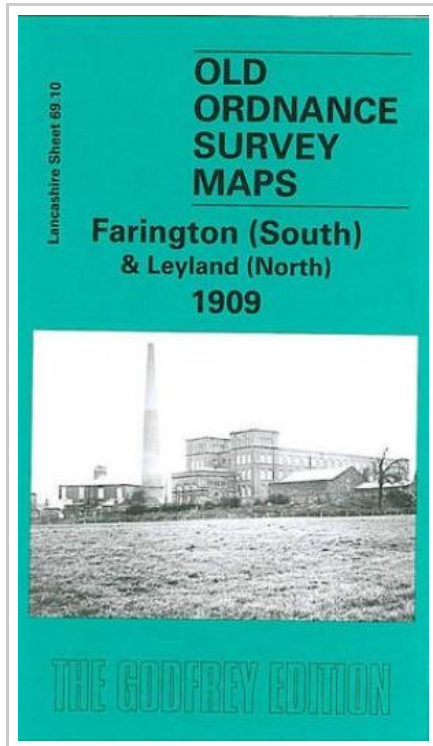 Lancashire Sheet 69.10
OLD
ORDNANCE
SURVEY
MAPS
Farington (South)
& Leyland (North)
1909
THE GODFREY EDITION